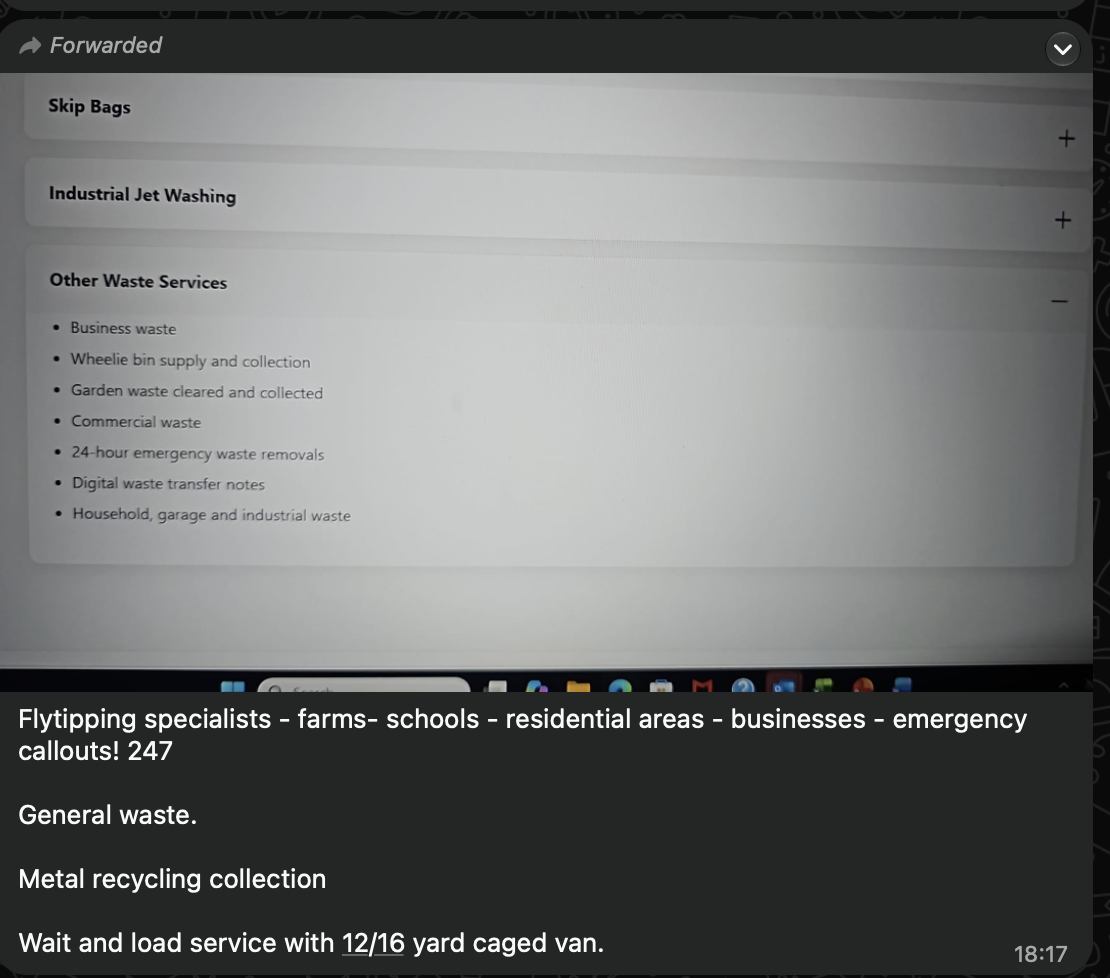 Forwarded
Skip Bags
+
Industrial Jet Washing
+
Other Waste Services
–
• Business waste
• Wheelie bin supply and collection
• Garden waste cleared and collected
• Commercial waste
• 24-hour emergency waste removals
• Digital waste transfer notes
• Household, garage and industrial waste
Search
Flytipping specialists - farms- schools - residential areas - businesses - emergency
callouts! 247
General waste.
Metal recycling collection
Wait and load service with 12/16 yard caged van.
18:17